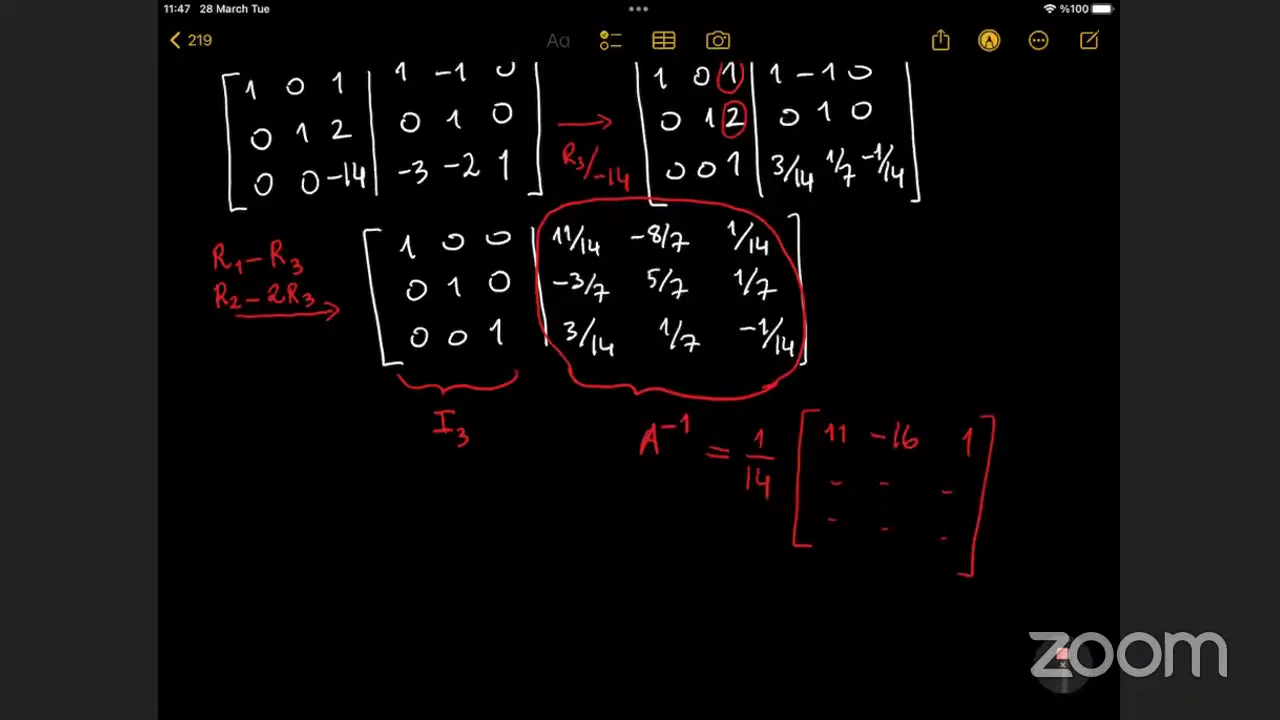 11:47 28 March Tue %100
219 Aa
1 0 1 | 1 -1 0 1 0 1 | 1 -1 0
0 1 2 | 0 1 0 → 0 1 2 | 0 1 0
0 0 -14 | -3 -2 1 R3/-14 0 0 1 | 3/14 1/7 -1/14
R1 - R3 1 0 0 | 11/14 -8/7 1/14
R2 - 2R3 0 1 0 | -3/7 5/7 1/7
0 0 1 | 3/14 1/7 -1/14
I3
A⁻¹ = 1/14 [ 11 -16 1
- - -
- - - ]
zoom